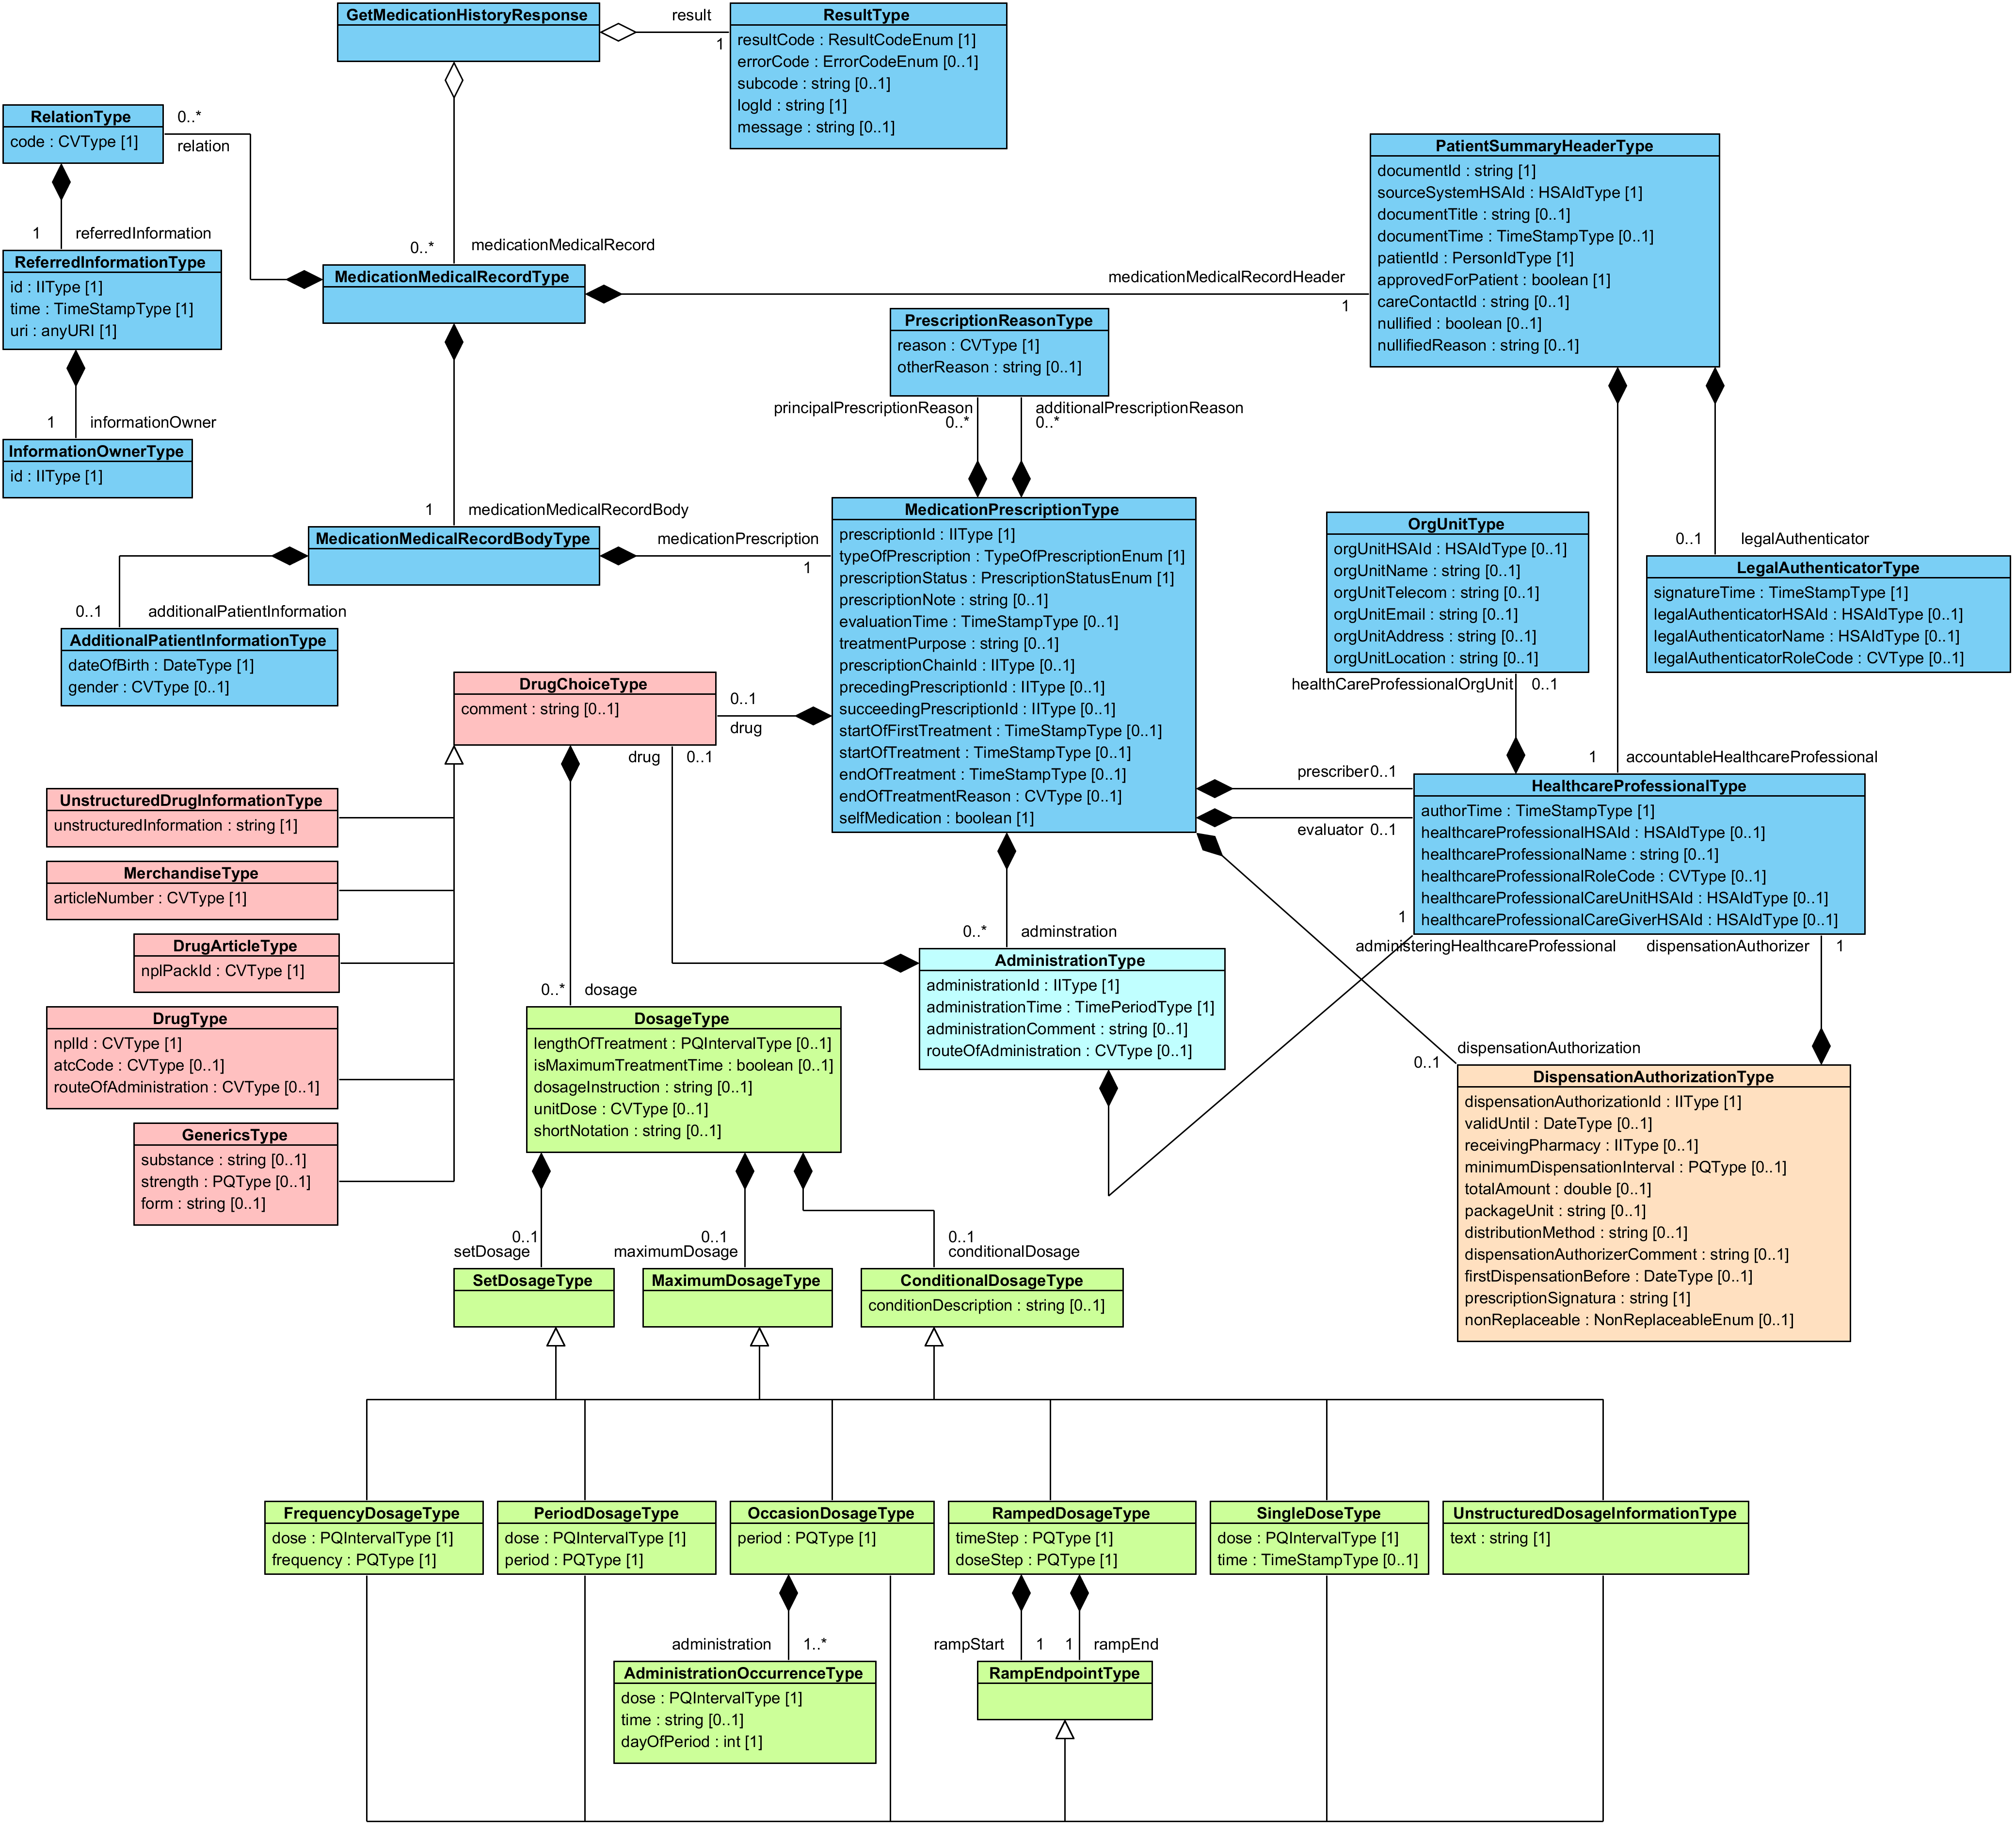 GetMedicationHistoryResponse
result
1
ResultType
resultCode : ResultCodeEnum [1]
errorCode : ErrorCodeEnum [0..1]
subcode : string [0..1]
logId : string [1]
message : string [0..1]
RelationType
code : CVType [1]
0..*
relation
1
referredInformation
ReferredInformationType
id : IIType [1]
time : TimeStampType [1]
uri : anyURI [1]
1
informationOwner
InformationOwnerType
id : IIType [1]
0..*
medicationMedicalRecord
MedicationMedicalRecordType
medicationMedicalRecordHeader
1
PatientSummaryHeaderType
documentId : string [1]
sourceSystemHSAId : HSAIdType [1]
documentTitle : string [0..1]
documentTime : TimeStampType [0..1]
patientId : PersonIdType [1]
approvedForPatient : boolean [1]
careContactId : string [0..1]
nullified : boolean [0..1]
nullifiedReason : string [0..1]
PrescriptionReasonType
reason : CVType [1]
otherReason : string [0..1]
principalPrescriptionReason
0..*
additionalPrescriptionReason
0..*
1
medicationMedicalRecordBody
MedicationMedicalRecordBodyType
medicationPrescription
1
0..1
additionalPatientInformation
AdditionalPatientInformationType
dateOfBirth : DateType [1]
gender : CVType [0..1]
MedicationPrescriptionType
prescriptionId : IIType [1]
typeOfPrescription : TypeOfPrescriptionEnum [1]
prescriptionStatus : PrescriptionStatusEnum [1]
prescriptionNote : string [0..1]
evaluationTime : TimeStampType [0..1]
treatmentPurpose : string [0..1]
prescriptionChainId : IIType [0..1]
precedingPrescriptionId : IIType [0..1]
succeedingPrescriptionId : IIType [0..1]
startOfFirstTreatment : TimeStampType [0..1]
startOfTreatment : TimeStampType [0..1]
endOfTreatment : TimeStampType [0..1]
endOfTreatmentReason : CVType [0..1]
selfMedication : boolean [1]
OrgUnitType
orgUnitHSAId : HSAIdType [0..1]
orgUnitName : string [0..1]
orgUnitTelecom : string [0..1]
orgUnitEmail : string [0..1]
orgUnitAddress : string [0..1]
orgUnitLocation : string [0..1]
healthCareProfessionalOrgUnit
0..1
0..1
legalAuthenticator
LegalAuthenticatorType
signatureTime : TimeStampType [1]
legalAuthenticatorHSAId : HSAIdType [0..1]
legalAuthenticatorName : HSAIdType [0..1]
legalAuthenticatorRoleCode : CVType [0..1]
1
accountableHealthcareProfessional
DrugChoiceType
comment : string [0..1]
0..1
drug
drug
0..1
prescriber
0..1
evaluator
0..1
HealthcareProfessionalType
authorTime : TimeStampType [1]
healthcareProfessionalHSAId : HSAIdType [0..1]
healthcareProfessionalName : string [0..1]
healthcareProfessionalRoleCode : CVType [0..1]
healthcareProfessionalCareUnitHSAId : HSAIdType [0..1]
healthcareProfessionalCareGiverHSAId : HSAIdType [0..1]
1
administeringHealthcareProfessional
dispensationAuthorizer
1
UnstructuredDrugInformationType
unstructuredInformation : string [1]
MerchandiseType
articleNumber : CVType [1]
DrugArticleType
nplPackId : CVType [1]
DrugType
nplId : CVType [1]
atcCode : CVType [0..1]
routeOfAdministration : CVType [0..1]
GenericsType
substance : string [0..1]
strength : PQType [0..1]
form : string [0..1]
0..*
adminstration
AdministrationType
administrationId : IIType [1]
administrationTime : TimePeriodType [1]
administrationComment : string [0..1]
routeOfAdministration : CVType [0..1]
0..*
dosage
DosageType
lengthOfTreatment : PQIntervalType [0..1]
isMaximumTreatmentTime : boolean [0..1]
dosageInstruction : string [0..1]
unitDose : CVType [0..1]
shortNotation : string [0..1]
dispensationAuthorization
0..1
DispensationAuthorizationType
dispensationAuthorizationId : IIType [1]
validUntil : DateType [0..1]
receivingPharmacy : IIType [0..1]
minimumDispensationInterval : PQType [0..1]
totalAmount : double [0..1]
packageUnit : string [0..1]
distributionMethod : string [0..1]
dispensationAuthorizerComment : string [0..1]
firstDispensationBefore : DateType [0..1]
prescriptionSignatura : string [1]
nonReplaceable : NonReplaceableEnum [0..1]
0..1
setDosage
0..1
maximumDosage
0..1
conditionalDosage
SetDosageType
MaximumDosageType
ConditionalDosageType
conditionDescription : string [0..1]
FrequencyDosageType
dose : PQIntervalType [1]
frequency : PQType [1]
PeriodDosageType
dose : PQIntervalType [1]
period : PQType [1]
OccasionDosageType
period : PQType [1]
RampedDosageType
timeStep : PQType [1]
doseStep : PQType [1]
SingleDoseType
dose : PQIntervalType [1]
time : TimeStampType [0..1]
UnstructuredDosageInformationType
text : string [1]
administration
1..*
rampStart
1
1
rampEnd
AdministrationOccurrenceType
dose : PQIntervalType [1]
time : string [0..1]
dayOfPeriod : int [1]
RampEndpointType